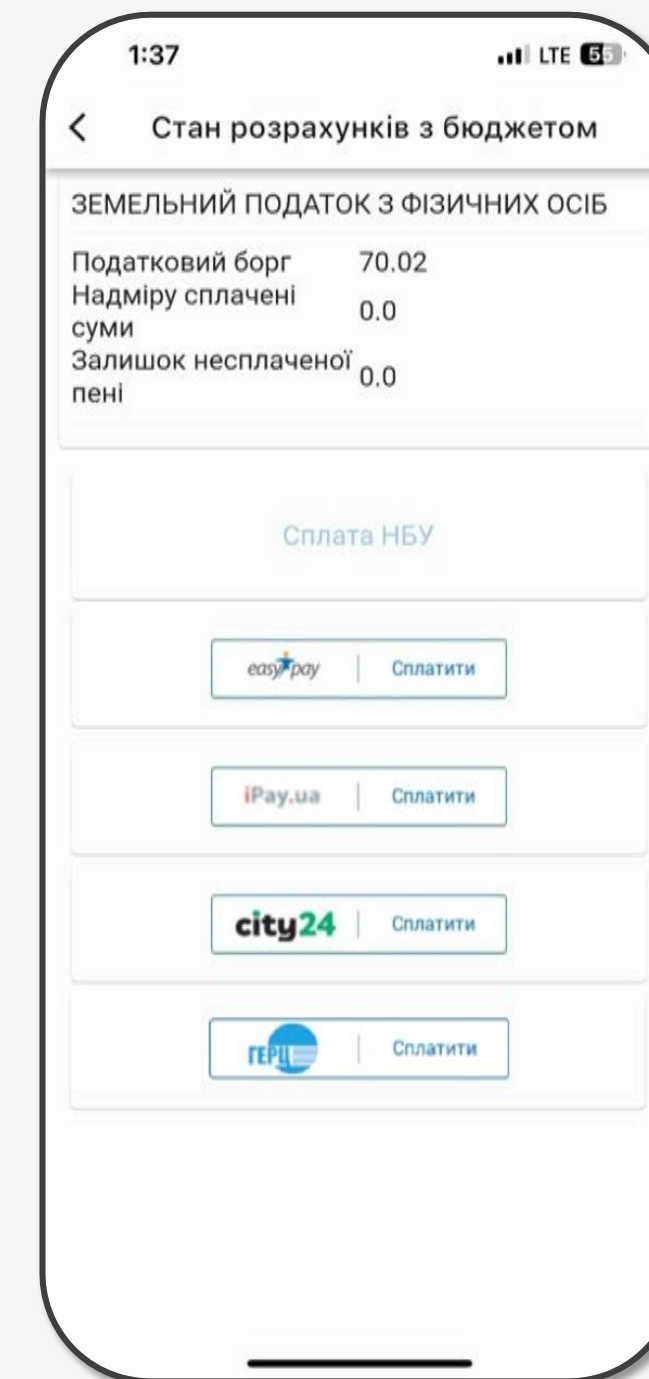 1:37 LTE 55
Стан розрахунків з бюджетом
ЗЕМЕЛЬНИЙ ПОДАТОК З ФІЗИЧНИХ ОСІБ
Податковий борг 70.02
Надміру сплачені
суми 0.0
Залишок несплаченої
пені 0.0
Сплата НБУ
easypay Сплатити
iPay.ua Сплатити
city24 Сплатити
ГЕРЦ Сплатити